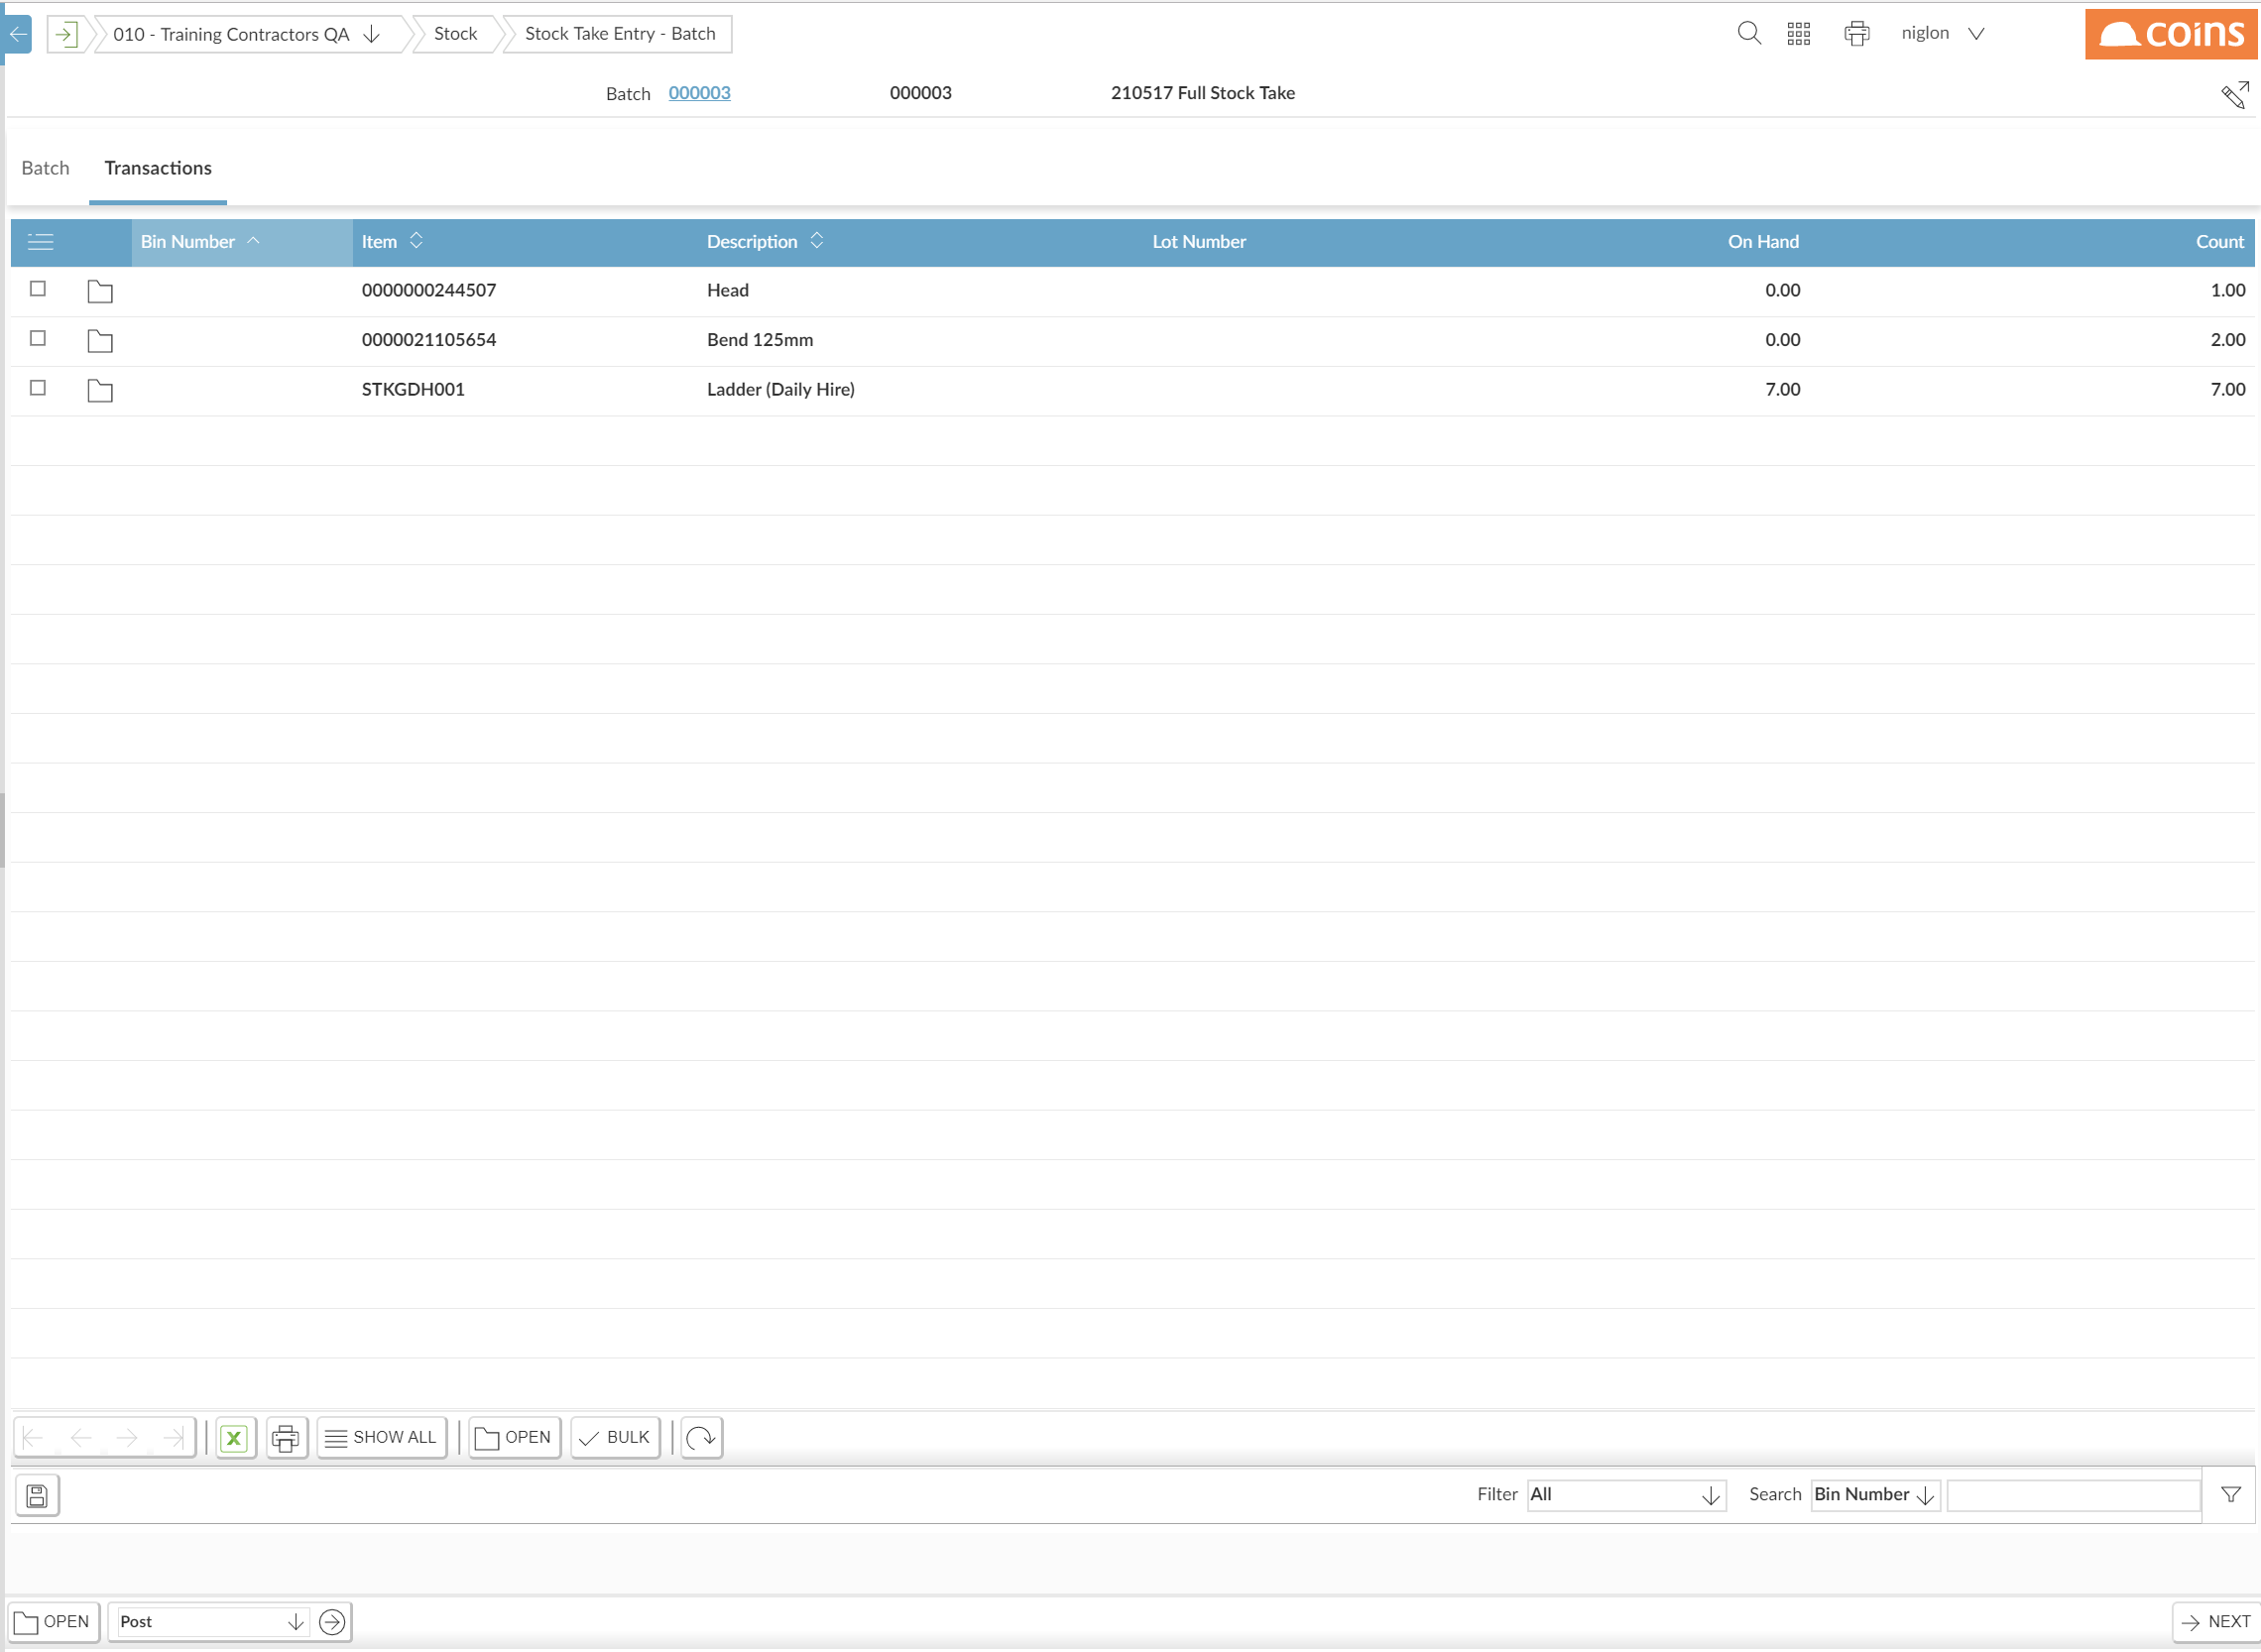 010 - Training Contractors QA Stock Stock Take Entry - Batch niglon coins
Batch 000003 000003 210517 Full Stock Take
Batch Transactions
Bin Number Item Description Lot Number On Hand Count
0000000244507 Head 0.00 1.00
0000021105654 Bend 125mm 0.00 2.00
STKGDH001 Ladder (Daily Hire) 7.00 7.00
X SHOW ALL OPEN BULK
Filter All Search Bin Number
OPEN Post NEXT